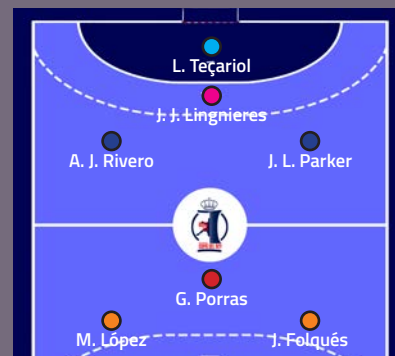 L. Teçariol
J. J. Lingnieres
A. J. Rivero
J. L. Parker
G. Porras
M. López
J. Folqués